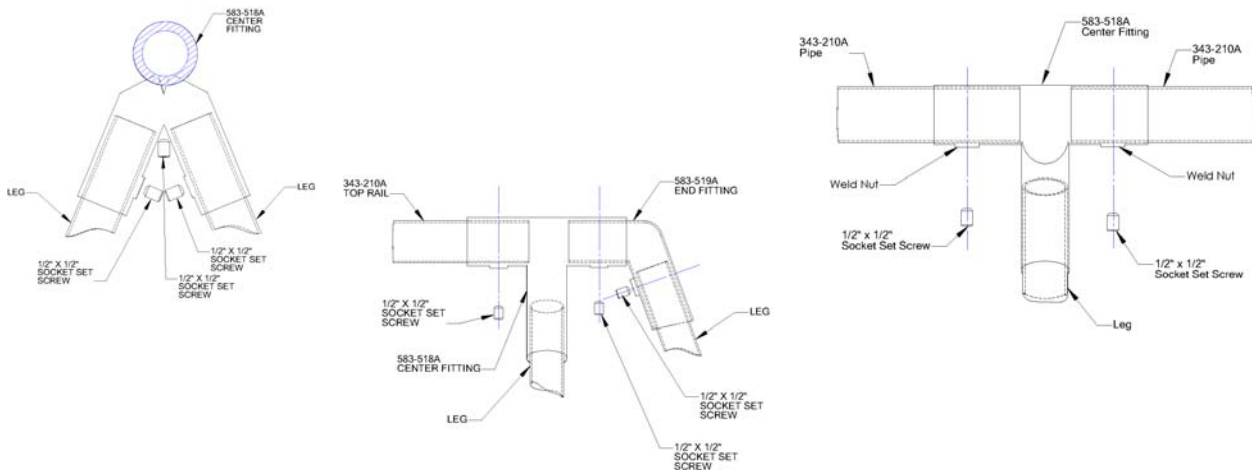 583-518A
CENTER
FITTING
LEG
LEG
1/2" X 1/2"
SOCKET SET
SCREW
1/2" X 1/2"
SOCKET SET
SCREW
1/2" X 1/2"
SOCKET SET
SCREW
343-210A
TOP RAIL
583-519A
END FITTING
1/2" X 1/2"
SOCKET SET
SCREW
LEG
583-518A
CENTER FITTING
LEG
1/2" X 1/2"
SOCKET SET
SCREW
1/2" X 1/2"
SOCKET SET
SCREW
583-518A
Center Fitting
343-210A
Pipe
343-210A
Pipe
Weld Nut
Weld Nut
1/2" x 1/2"
Socket Set Screw
1/2" x 1/2"
Socket Set Screw
Leg